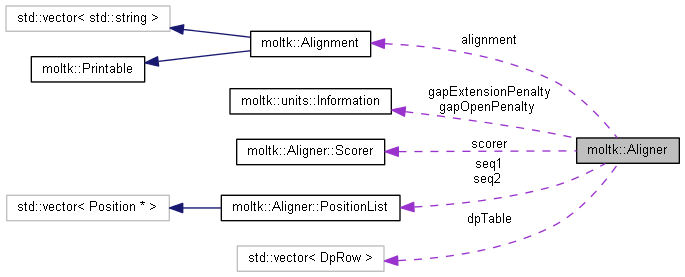 std::vector< std::string >
moltk::Alignment
alignment
moltk::Printable
moltk::units::Information
gapExtensionPenalty
gapOpenPenalty
moltk::Aligner::Scorer
scorer
moltk::Aligner
seq1
seq2
std::vector< Position * >
moltk::Aligner::PositionList
dpTable
std::vector< DpRow >